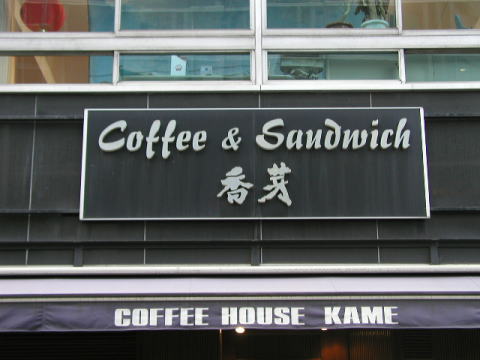 Coffee & Sandwich
香芽
COFFEE HOUSE KAME